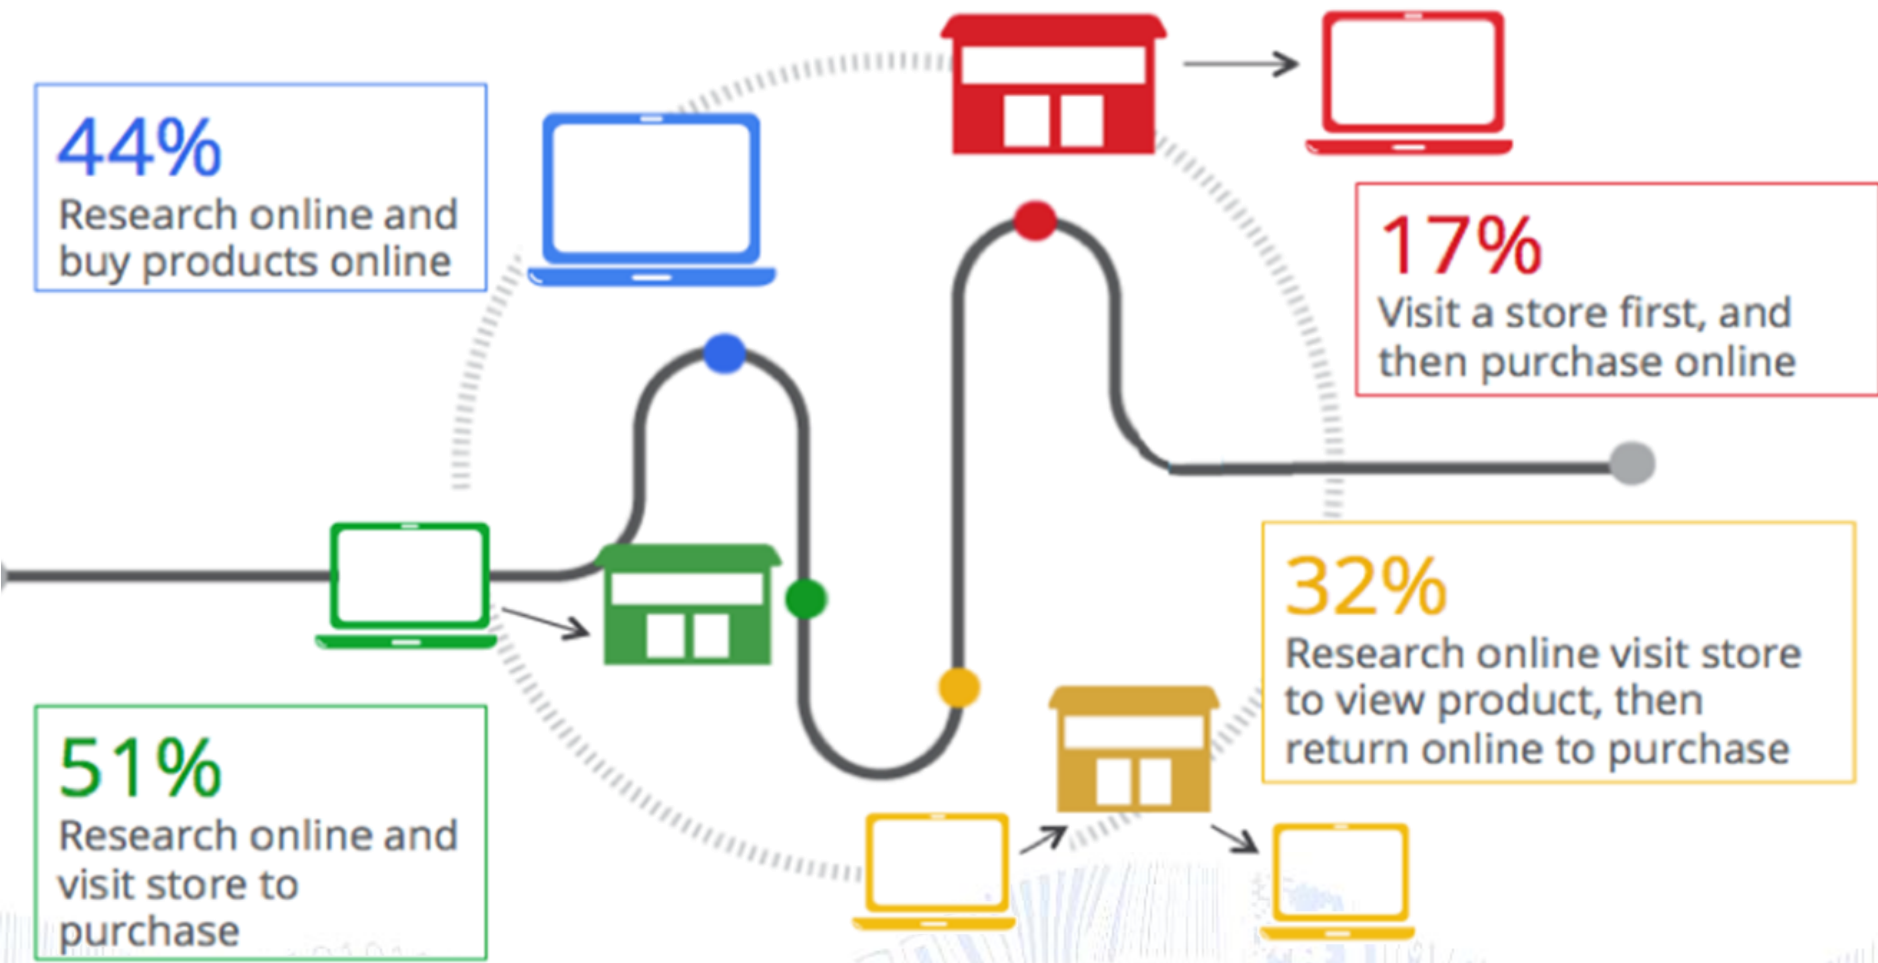 44%
Research online and
buy products online
17%
Visit a store first, and
then purchase online
51%
Research online and
visit store to
purchase
32%
Research online visit store
to view product, then
return online to purchase